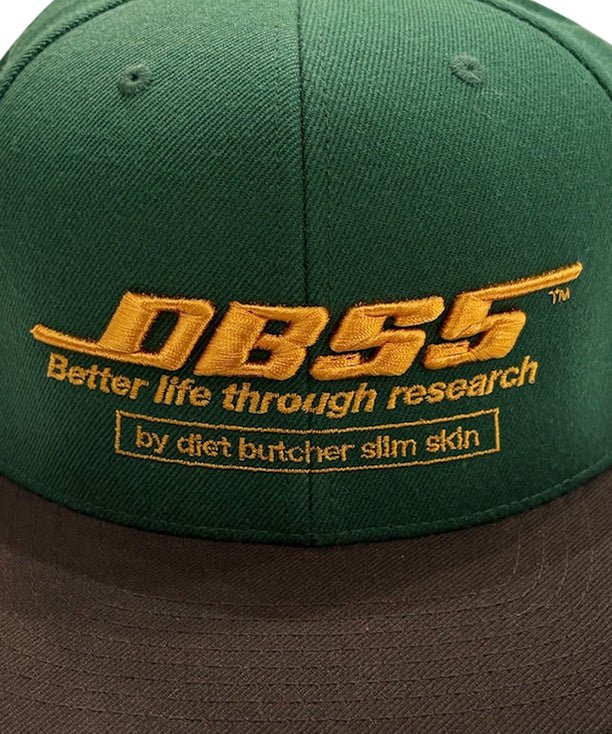 DBSS™
Better life through research
by diet butcher slim skin